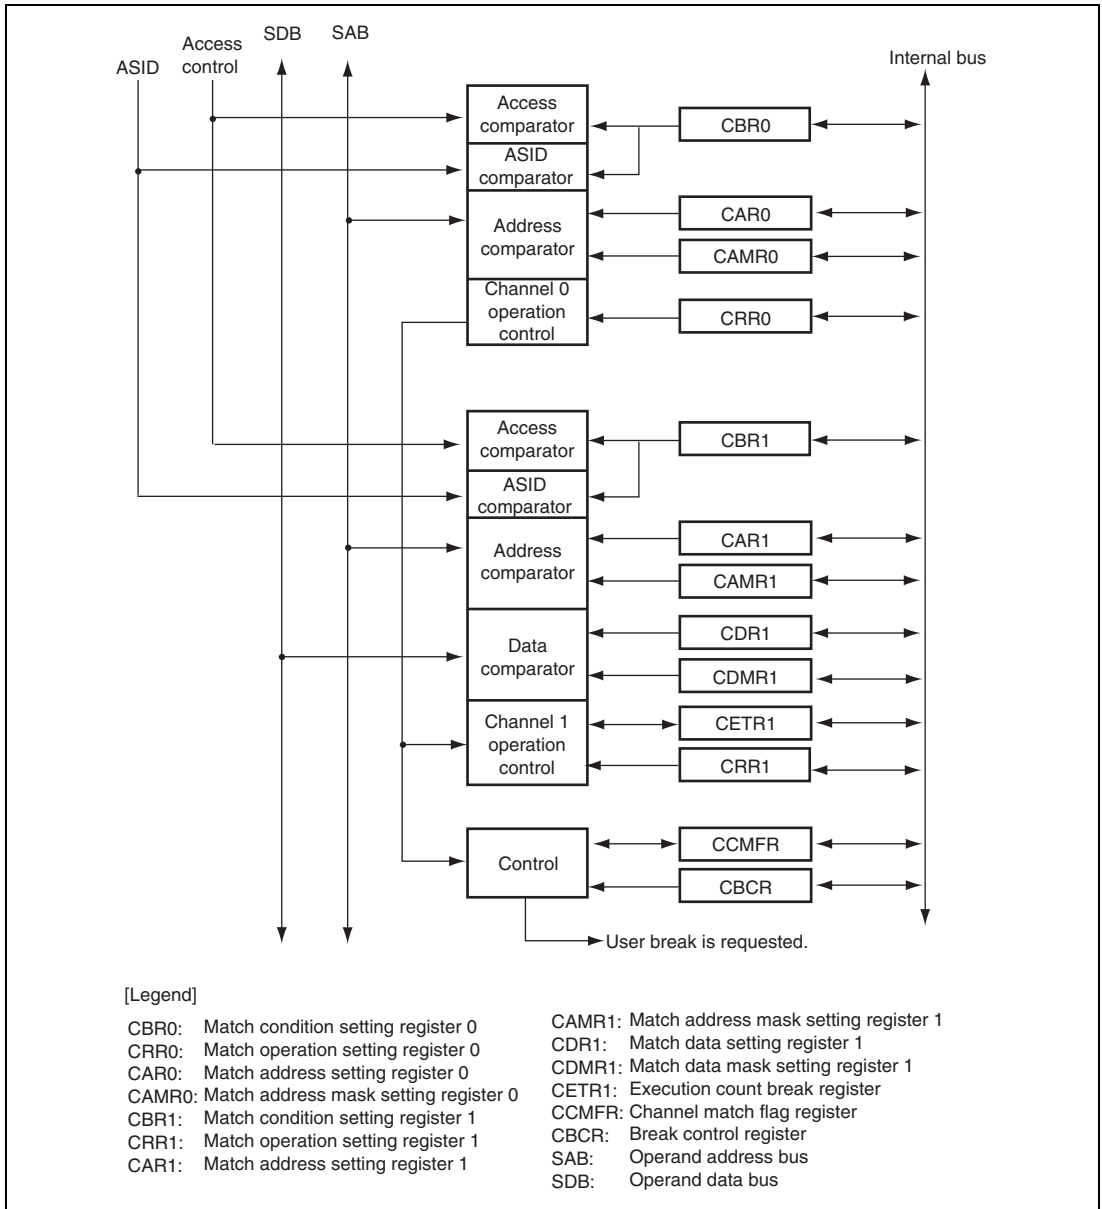 ASID
Access
control
SDB
SAB
Internal bus
Access
comparator
CBR0
ASID
comparator
Address
comparator
CAR0
CAMR0
Channel 0
operation
control
CRR0
Access
comparator
CBR1
ASID
comparator
Address
comparator
CAR1
CAMR1
Data
comparator
CDR1
CDMR1
Channel 1
operation
control
CETR1
CRR1
Control
CCMFR
CBCR
User break is requested.
[Legend]
CBR0: Match condition setting register 0
CRR0: Match operation setting register 0
CAR0: Match address setting register 0
CAMR0: Match address mask setting register 0
CBR1: Match condition setting register 1
CRR1: Match operation setting register 1
CAR1: Match address setting register 1
CAMR1: Match address mask setting register 1
CDR1: Match data setting register 1
CDMR1: Match data mask setting register 1
CETR1: Execution count break register
CCMFR: Channel match flag register
CBCR: Break control register
SAB: Operand address bus
SDB: Operand data bus